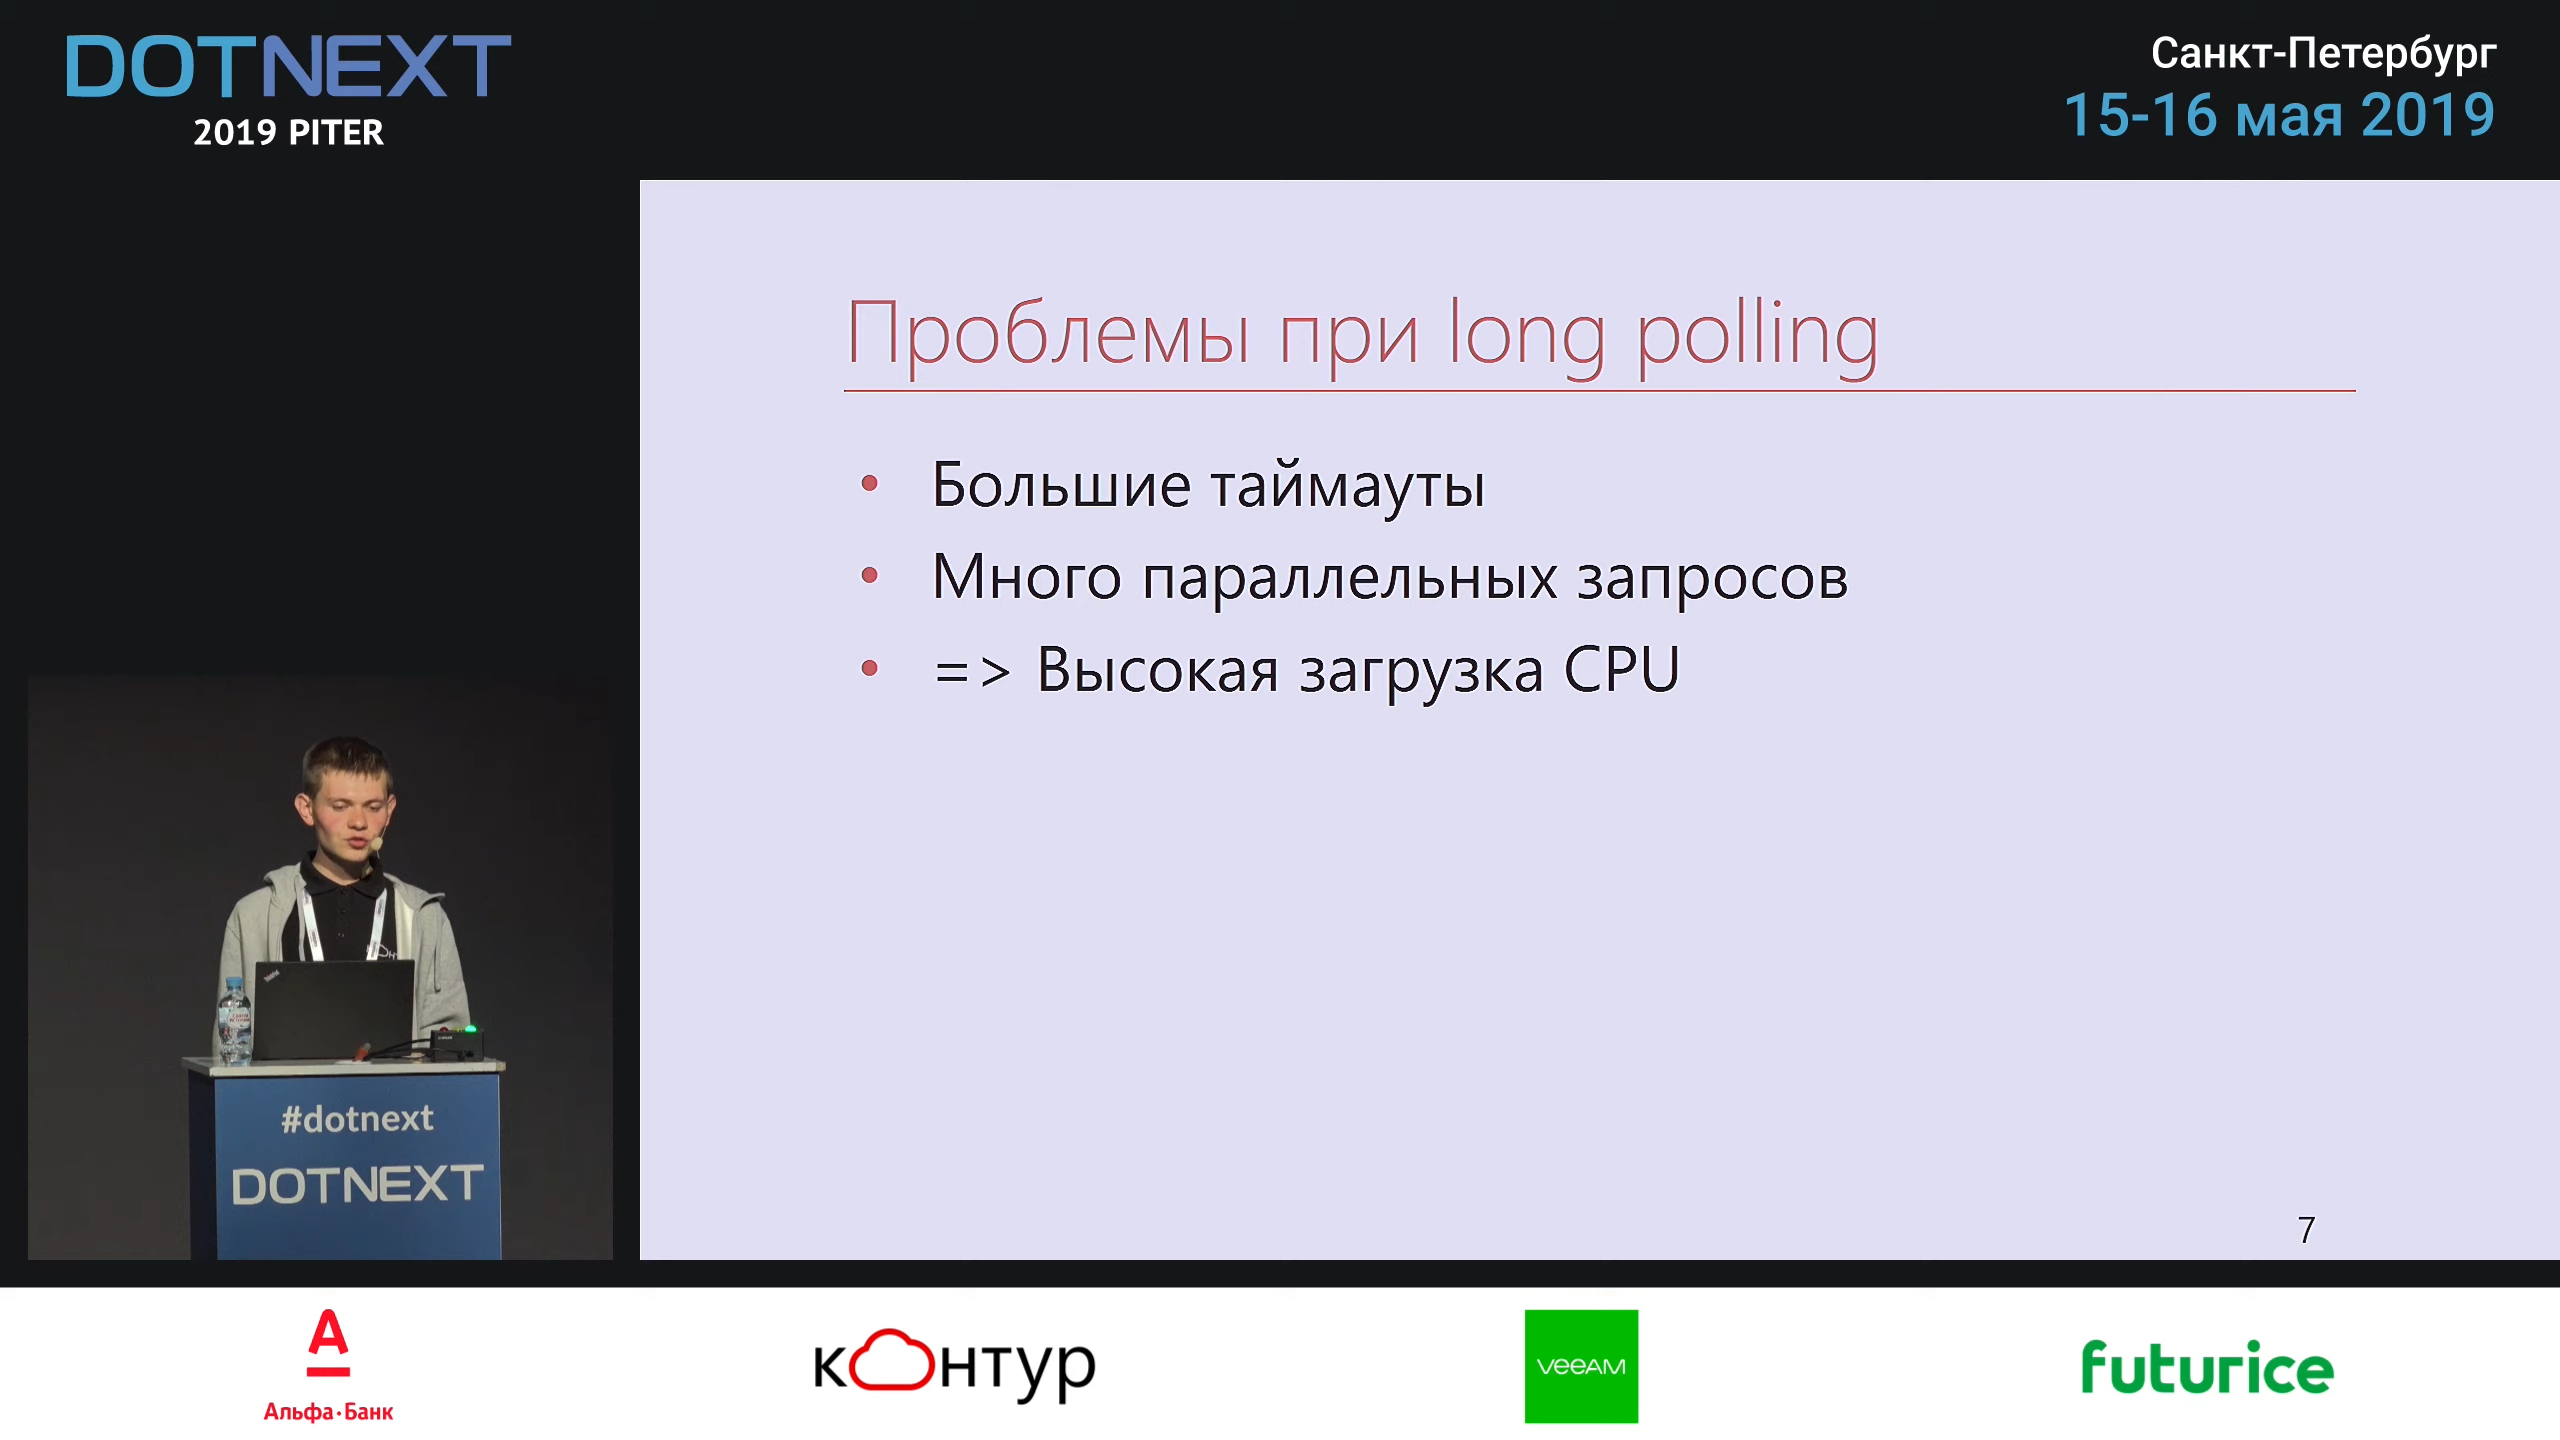 DOTNEXT
2019 PITER
Санкт-Петербург
15-16 мая 2019
Проблемы при long polling
• Большие таймауты
• Много параллельных запросов
• => Высокая загрузка CPU
7
ThinkPad
#dotnext
DOTNEXT
Альфа·Банк
контур
veeAM
futurice